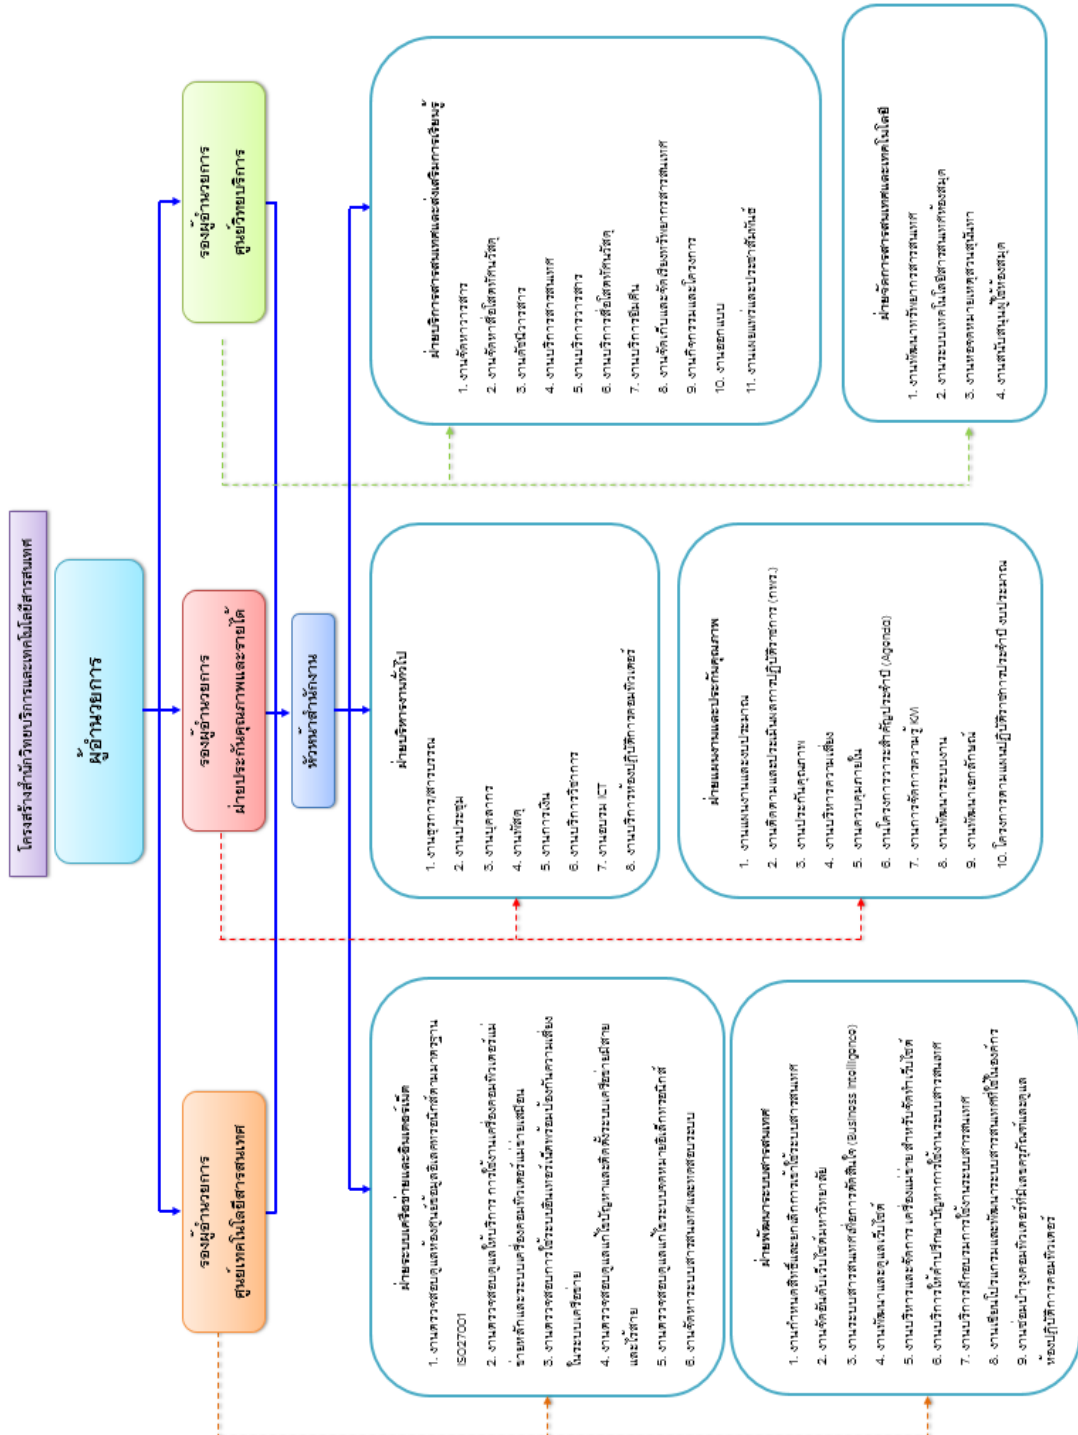 โครงสร้างสำนักวิทยบริการและเทคโนโลยีสารสนเทศ
ผู้อำนวยการ
รองผู้อำนวยการ
ศูนย์เทคโนโลยีสารสนเทศ
รองผู้อำนวยการ
ฝ่ายประกันคุณภาพและรายได้
รองผู้อำนวยการ
ศูนย์วิทยบริการ
หัวหน้าสำนักงาน
ฝ่ายระบบเครือข่ายและอินเตอร์เน็ต
1. งานตรวจสอบดูแลห้องศูนย์ข้อมูลอิเลคทรอนิกส์ตามมาตรฐาน
ISO27001
2. งานตรวจสอบดูแลให้บริการ การใช้งานเครื่องคอมพิวเตอร์แม่
ข่ายหลักและระบบเครื่องคอมพิวเตอร์แม่ข่ายเสมือน
3. งานตรวจสอบการใช้ระบบอินเทอร์เน็ตพร้อมป้องกันความเสี่ยง
ในระบบเครือข่าย
4. งานตรวจสอบดูแลแก้ไขปัญหาและติดตั้งระบบเครือข่ายมีสาย
และไร้สาย
5. งานตรวจสอบดูแลแก้ไขระบบจดหมายอิเล็กทรอนิกส์
6. งานจัดหาระบบสารสนเทศและทดสอบระบบ
ฝ่ายพัฒนาระบบสารสนเทศ
1. งานกำหนดสิทธิ์และยกเลิกการเข้าใช้ระบบสารสนเทศ
2. งานจัดอันดับเว็บไซต์มหาวิทยาลัย
3. งานระบบสารสนเทศเพื่อการตัดสินใจ (Business Intelligence)
4. งานพัฒนาและดูแลเว็บไซต์
5. งานบริหารและจัดการ เครื่องแม่ข่าย สำหรับจัดทำเว็บไซต์
6. งานบริการให้คำปรึกษาปัญหาการใช้งานระบบสารสนเทศ
7. งานบริการฝึกอบรมการใช้งานระบบสารสนเทศ
8. งานเขียนโปรแกรมและพัฒนาระบบสารสนเทศที่ใช้ในองค์กร
9. งานซ่อมบำรุงคอมพิวเตอร์ที่มีเลขครุภัณฑ์และดูแล
ห้องปฏิบัติการคอมพิวเตอร์
ฝ่ายบริหารงานทั่วไป
1. งานธุรการ/สารบรรณ
2. งานประชุม
3. งานบุคลากร
4. งานพัสดุ
5. งานการเงิน
6. งานบริการวิชาการ
7. งานอบรม ICT
8. งานบริการห้องปฏิบัติการคอมพิวเตอร์
ฝ่ายแผนงานและประกันคุณภาพ
1. งานแผนงานและงบประมาณ
2. งานติดตามและประเมินผลการปฏิบัติราชการ (กพร.)
3. งานประกันคุณภาพ
4. งานบริหารความเสี่ยง
5. งานควบคุมภายใน
6. งานโครงการวาระสำคัญประจำปี (Agenda)
7. งานการจัดการความรู้ KM
8. งานพัฒนาระบบงาน
9. งานพัฒนาเอกลักษณ์
10. โครงการตามแผนปฏิบัติราชการประจำปี งบประมาณ
ฝ่ายบริการสารสนเทศและส่งเสริมการเรียนรู้
1. งานจัดหาวารสาร
2. งานจัดหาสื่อโสตทัศนวัสดุ
3. งานดัชนีวารสาร
4. งานบริการสารสนเทศ
5. งานบริการวารสาร
6. งานบริการสื่อโสตทัศนวัสดุ
7. งานบริการยืมคืน
8. งานจัดเก็บและจัดเรียงทรัพยากรสารสนเทศ
9. งานกิจกรรมและโครงการ
10. งานออกแบบ
11. งานเผยแพร่และประชาสัมพันธ์
ฝ่ายจัดการสารสนเทศและเทคโนโลยี
1. งานพัฒนาทรัพยากรสารสนเทศ
2. งานระบบเทคโนโลยีสารสนเทศห้องสมุด
3. งานหอจดหมายเหตุสวนสุนันทา
4. งานสนับสนุนผู้ใช้ห้องสมุด